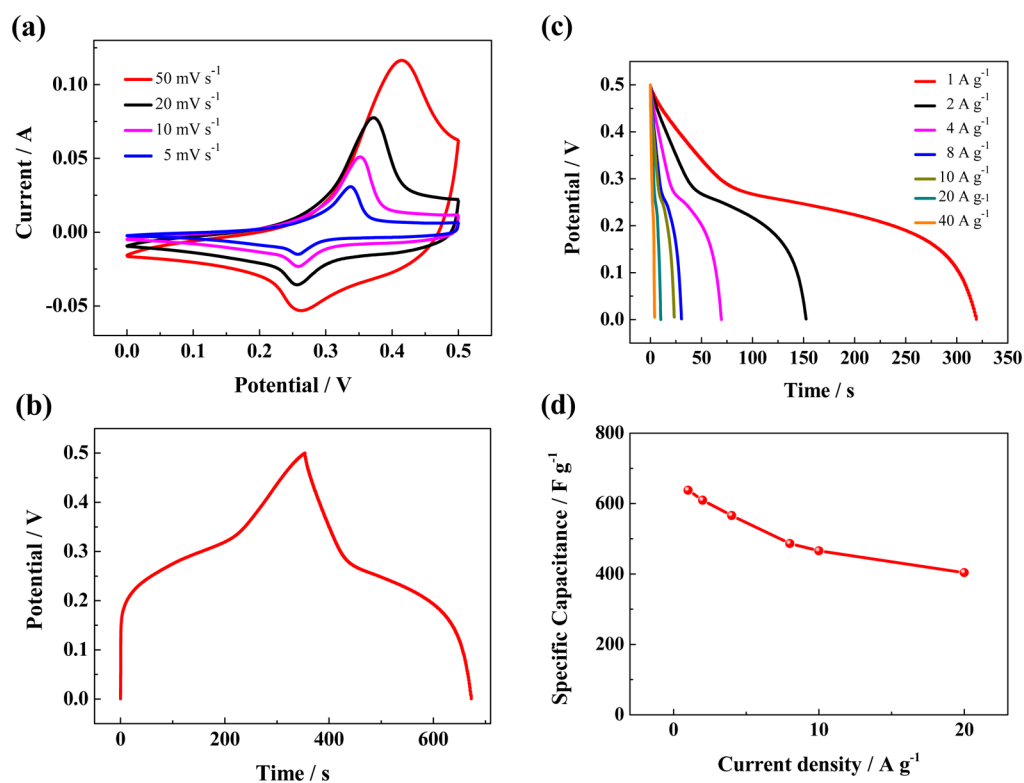 (a)
Current / A
0.10
0.05
0.00
-0.05
50 mV s⁻¹
20 mV s⁻¹
10 mV s⁻¹
5 mV s⁻¹
0.0 0.1 0.2 0.3 0.4 0.5
Potential / V
(c)
Potential / V
0.5
0.4
0.3
0.2
0.1
0.0
1 A g⁻¹
2 A g⁻¹
4 A g⁻¹
8 A g⁻¹
10 A g⁻¹
20 A g-¹
40 A g⁻¹
0 50 100 150 200 250 300 350
Time / s
(b)
Potential / V
0.5
0.4
0.3
0.2
0.1
0.0
0 200 400 600
Time / s
(d)
Specific Capacitance / F g⁻¹
800
600
400
200
0
0 10 20
Current density / A g⁻¹